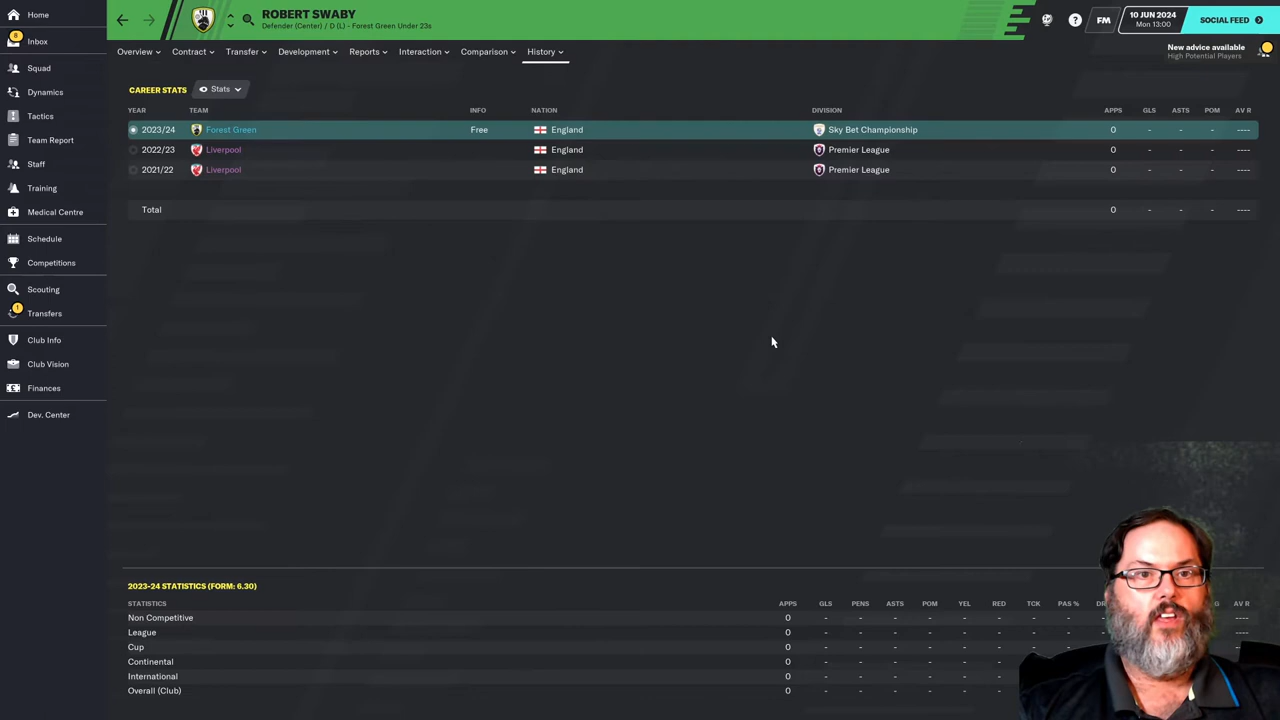 ROBERT SWABY
Defender (Center) / D (L) - Forest Green Under 23s
FM
10 JUN 2024
Mon 13:00
SOCIAL FEED
New advice available
High Potential Players
Home
8
Inbox
Squad
Dynamics
Tactics
Team Report
Staff
Training
Medical Centre
Schedule
Competitions
Scouting
1
Transfers
Club Info
Club Vision
Finances
Dev. Center
Overview Contract Transfer Development Reports Interaction Comparison History
CAREER STATS Stats
YEAR TEAM INFO NATION DIVISION APPS GLS ASTS POM AV R
2023/24 Forest Green Free England Sky Bet Championship 0 - - - ----
2022/23 Liverpool England Premier League 0 - - - ----
2021/22 Liverpool England Premier League 0 - - - ----
Total 0 - - - ----
2023-24 STATISTICS (FORM: 6.30)
STATISTICS APPS GLS PENS ASTS POM YEL RED TCK PAS % DR G AV R
Non Competitive 0 - - - - - - - - - ----
League 0 - - - - - - - - - ----
Cup 0 - - - - - - - - ----
Continental 0 - - - - - - - - ----
International 0 - - - - - - - ----
Overall (Club) 0 - - - - - - ----